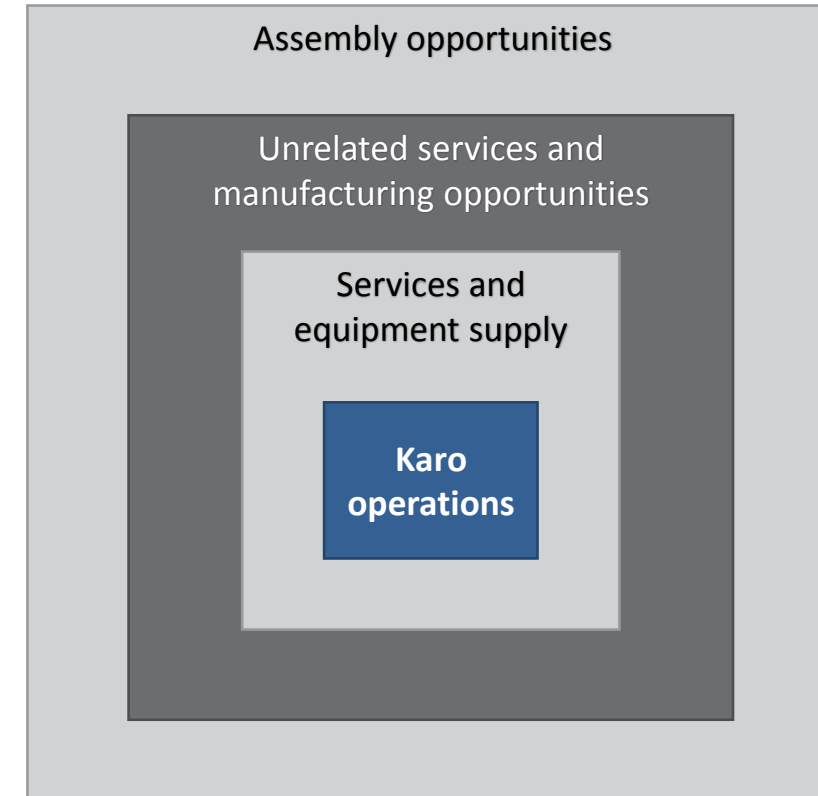 Assembly opportunities
Unrelated services and
manufacturing opportunities
Services and
equipment supply
Karo
operations